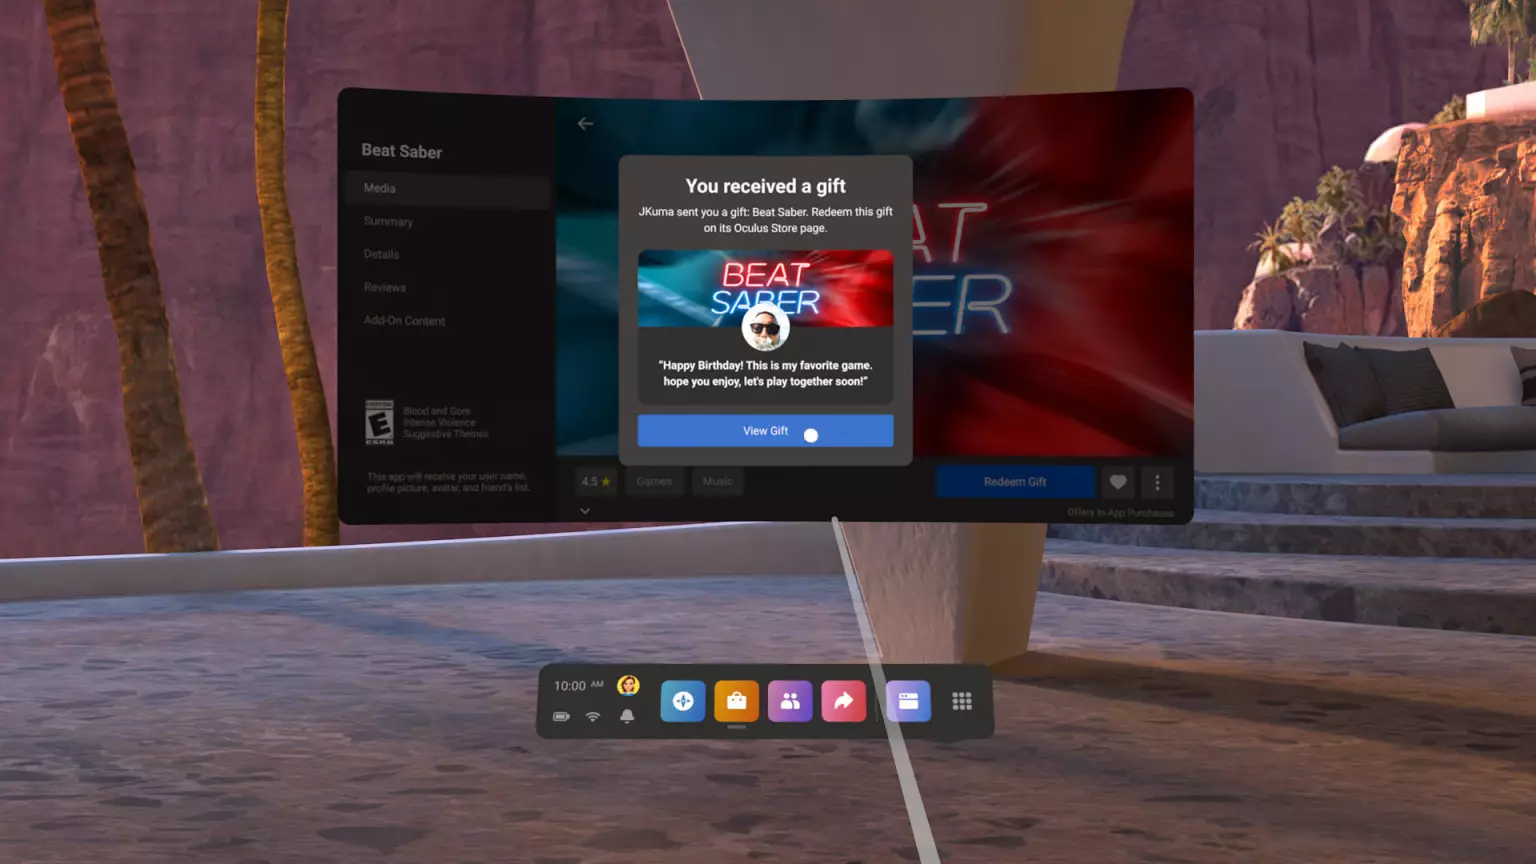 Beat Saber
Media
Summary
Details
Reviews
Add-On Content
E
ESRB
Blood and Gore
Intense Violence
Suggestive Themes
This app will receive your user name,
profile picture, avatar, and friend's list.
You received a gift
JKuma sent you a gift: Beat Saber. Redeem this gift
on its Oculus Store page.
BEAT
SABER
"Happy Birthday! This is my favorite game.
hope you enjoy, let's play together soon!"
View Gift
AT
ER
4.5
Games
Music
Redeem Gift
Offers In App Purchases
10:00 AM